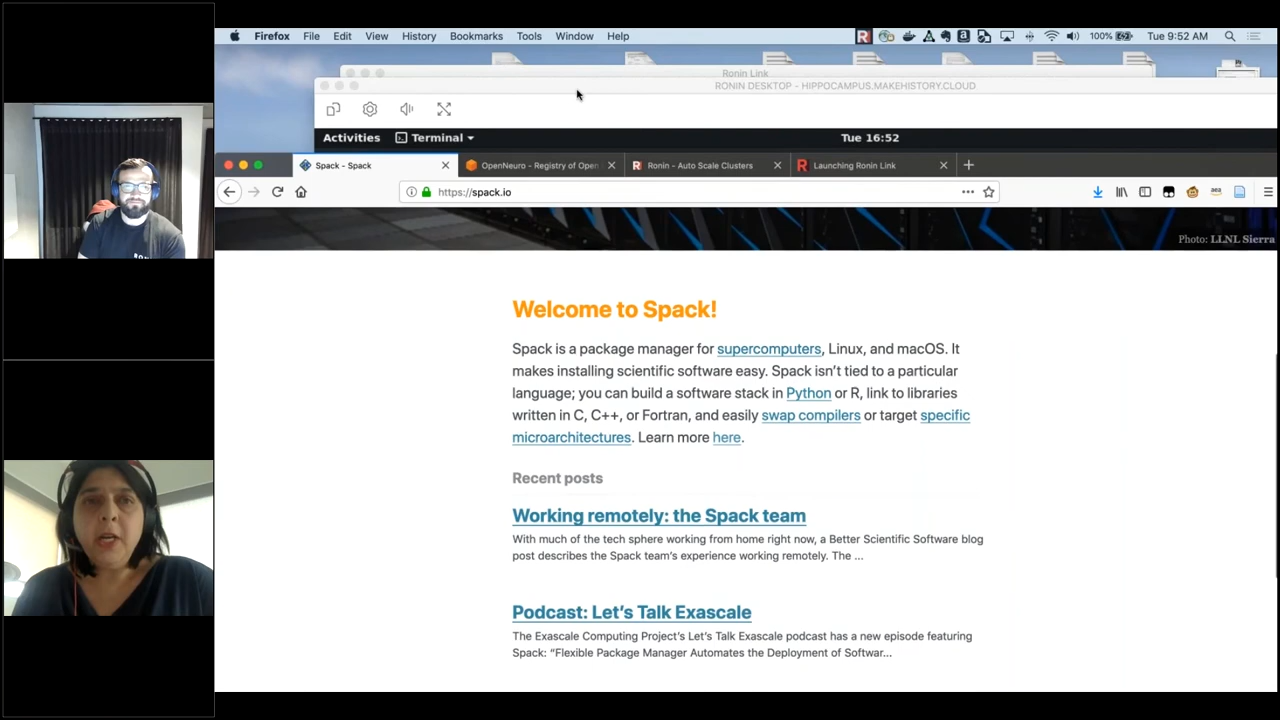 Firefox File Edit View History Bookmarks Tools Window Help 100% Tue 9:52 AM
Ronin Link
RONIN DESKTOP - HIPPOCAMPUS.MAKEHISTORY.CLOUD
Activities Terminal Tue 16:52
Spack - Spack OpenNeuro - Registry of Open Ronin - Auto Scale Clusters Launching Ronin Link
https://spack.io
Photo: LLNL Sierra
Welcome to Spack!
Spack is a package manager for supercomputers, Linux, and macOS. It
makes installing scientific software easy. Spack isn’t tied to a particular
language; you can build a software stack in Python or R, link to libraries
written in C, C++, or Fortran, and easily swap compilers or target specific
microarchitectures. Learn more here.
Recent posts
Working remotely: the Spack team
With much of the tech sphere working from home right now, a Better Scientific Software blog
post describes the Spack team’s experience working remotely. The ...
Podcast: Let’s Talk Exascale
The Exascale Computing Project’s Let’s Talk Exascale podcast has a new episode featuring
Spack: “Flexible Package Manager Automates the Deployment of Softwar...